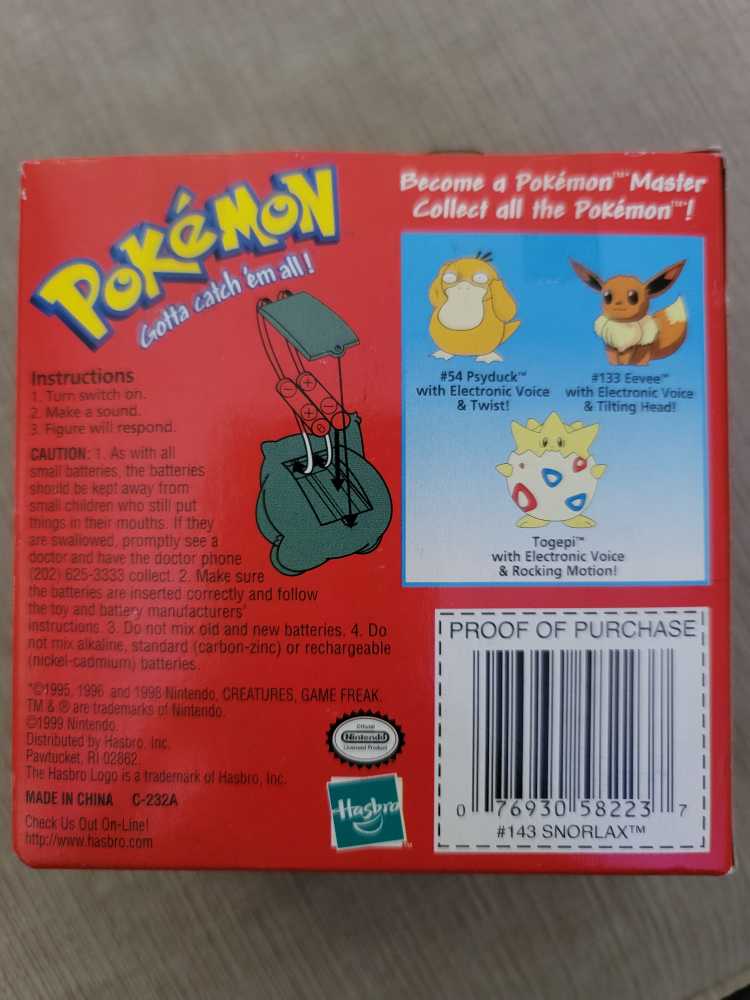 POKéMON
Gotta catch 'em all!
Become a Pokémon™ Master
Collect all the Pokémon™!
#54 Psyduck™
with Electronic Voice
& Twist!
#133 Eevee™
with Electronic Voice
& Tilting Head!
Togepi™
with Electronic Voice
& Rocking Motion!
Instructions
1. Turn switch on.
2. Make a sound.
3. Figure will respond.
CAUTION: 1. As with all
small batteries, the batteries
should be kept away from
small children who still put
things in their mouths. If they
are swallowed, promptly see a
doctor and have the doctor phone
(202) 625-3333 collect. 2. Make sure
the batteries are inserted correctly and follow
the toy and battery manufacturers'
instructions. 3. Do not mix old and new batteries. 4. Do
not mix alkaline, standard (carbon-zinc) or rechargeable
(nickel-cadmium) batteries.
"©1995, 1996 and 1998 Nintendo, CREATURES, GAME FREAK.
TM & ® are trademarks of Nintendo.
©1999 Nintendo.
Distributed by Hasbro, Inc.
Pawtucket, RI 02862.
The Hasbro Logo is a trademark of Hasbro, Inc.
MADE IN CHINA C-232A
Check Us Out On-Line!
http://www.hasbro.com
Official
Nintendo
Licensed Product
Hasbro
TM
PROOF OF PURCHASE
0 76930 58223 7
#143 SNORLAX™